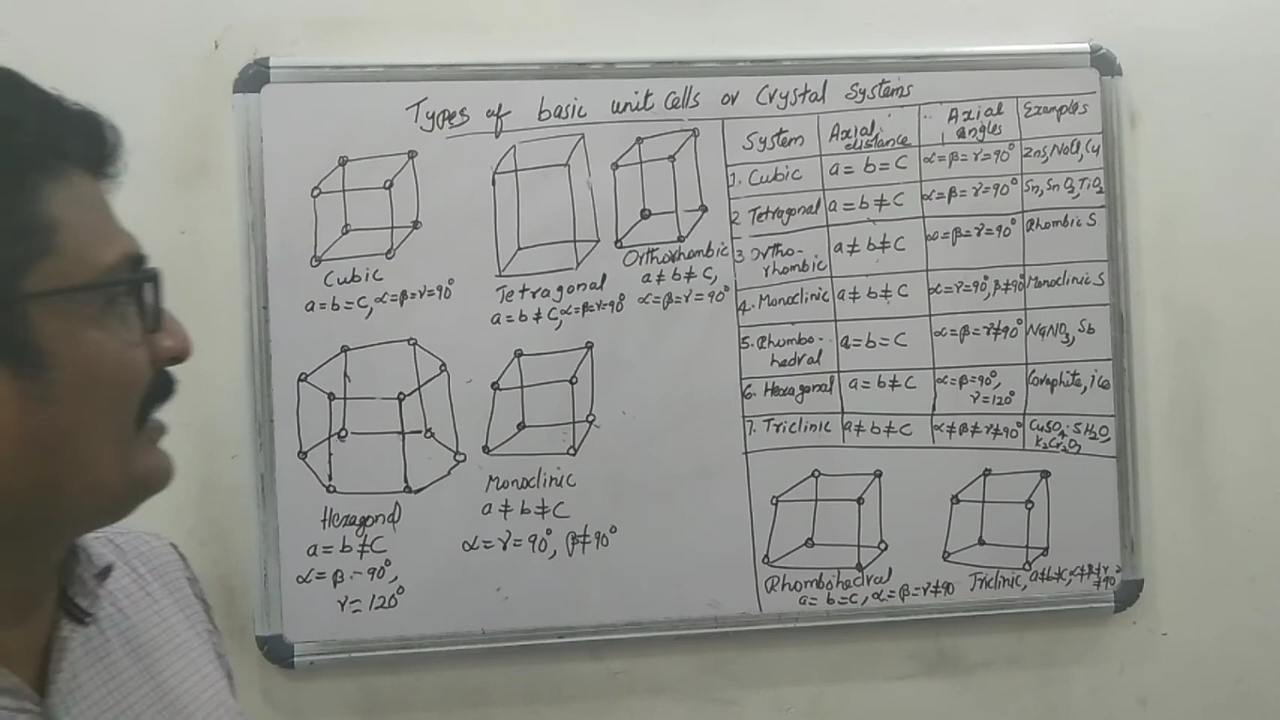 Types of basic unit Cells or Crystal Systems
Cubic
a = b = C, α = β = γ = 90°
Tetragonal
a = b ≠ C, α = β = γ = 90°
Orthorhombic
a ≠ b ≠ C,
α = β = γ = 90°
Hexagonal
a = b ≠ C
α = β = 90°,
γ = 120°
Monoclinic
a ≠ b ≠ C
α = γ = 90°, β ≠ 90°
System Axial distance Axial angles Examples
1. Cubic a = b = C α = β = γ = 90° ZnS, NaCl, Cu
2 Tetragonal a = b ≠ C α = β = γ = 90° Sn, SnO2, TiO2
3 Ortho-rhombic a ≠ b ≠ C α = β = γ = 90° Rhombic S
4. Monoclinic a ≠ b ≠ C α = γ = 90°, β ≠ 90° Monoclinic S
5. Rhombo-hedral a = b = C α = β = γ ≠ 90° NaNO3, Sb
6. Hexagonal a = b ≠ C α = β = 90°, γ = 120° Graphite, ice
7. Triclinic a ≠ b ≠ C α ≠ β ≠ γ ≠ 90° CuSO4·5H2O, K2Cr2O7
Rhombohedral
a = b = C, α = β = γ ≠ 90
Triclinic, a ≠ b ≠ C, α ≠ β ≠ γ ≠ 90°